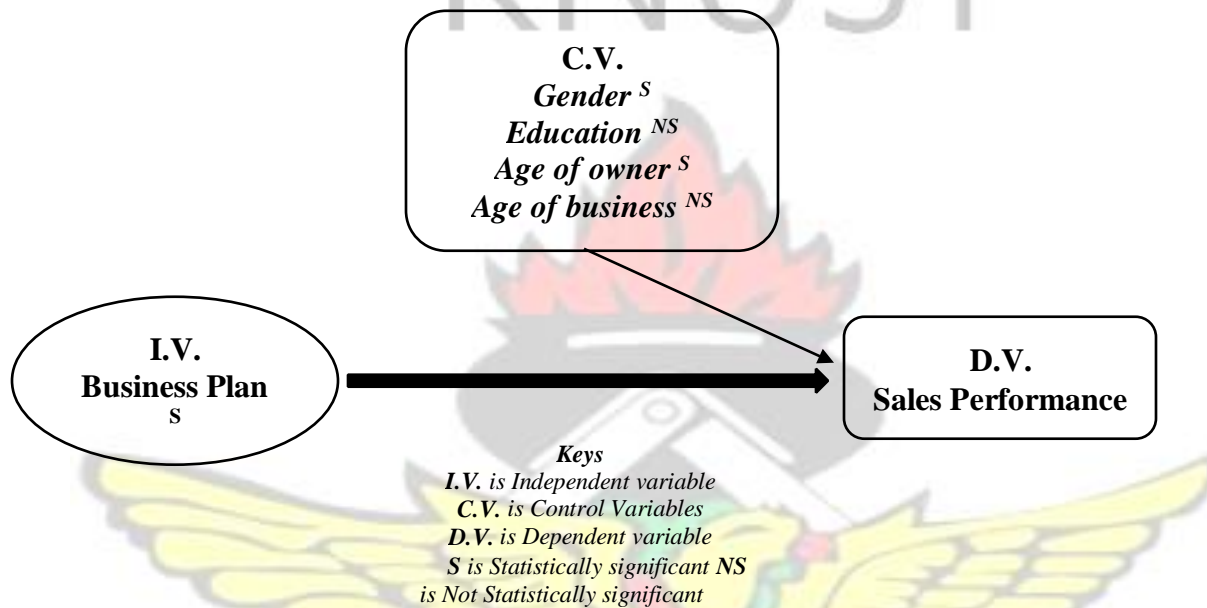 KNUST
C.V.
Gender S
Education NS
Age of owner S
Age of business NS
I.V.
Business Plan
S
D.V.
Sales Performance
Keys
I.V. is Independent variable
C.V. is Control Variables
D.V. is Dependent variable
S is Statistically significant NS
is Not Statistically significant